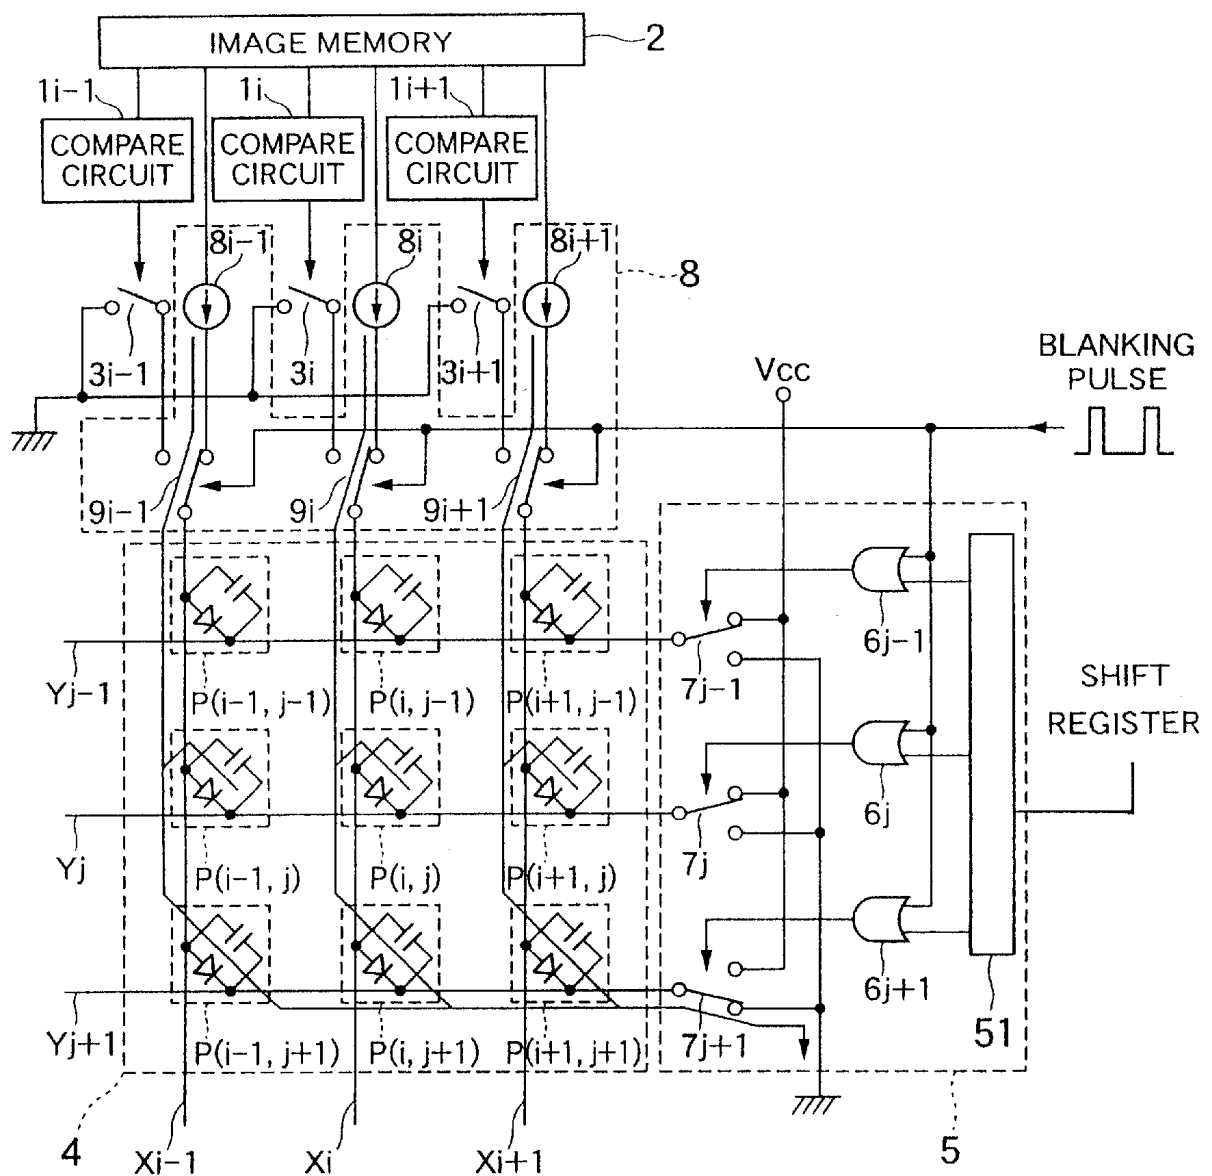 IMAGE MEMORY
2
1i-1
1i
1i+1
COMPARE CIRCUIT
COMPARE CIRCUIT
COMPARE CIRCUIT
8i-1
8i
8i+1
8
3i-1
3i
3i+1
Vcc
BLANKING PULSE
9i-1
9i
9i+1
6j-1
7j-1
Yj-1
P(i-1, j-1)
P(i, j-1)
P(i+1, j-1)
SHIFT REGISTER
6j
7j
Yj
P(i-1, j)
P(i, j)
P(i+1, j)
6j+1
7j+1
51
Yj+1
P(i-1, j+1)
P(i, j+1)
P(i+1, j+1)
4
Xi-1
Xi
Xi+1
5